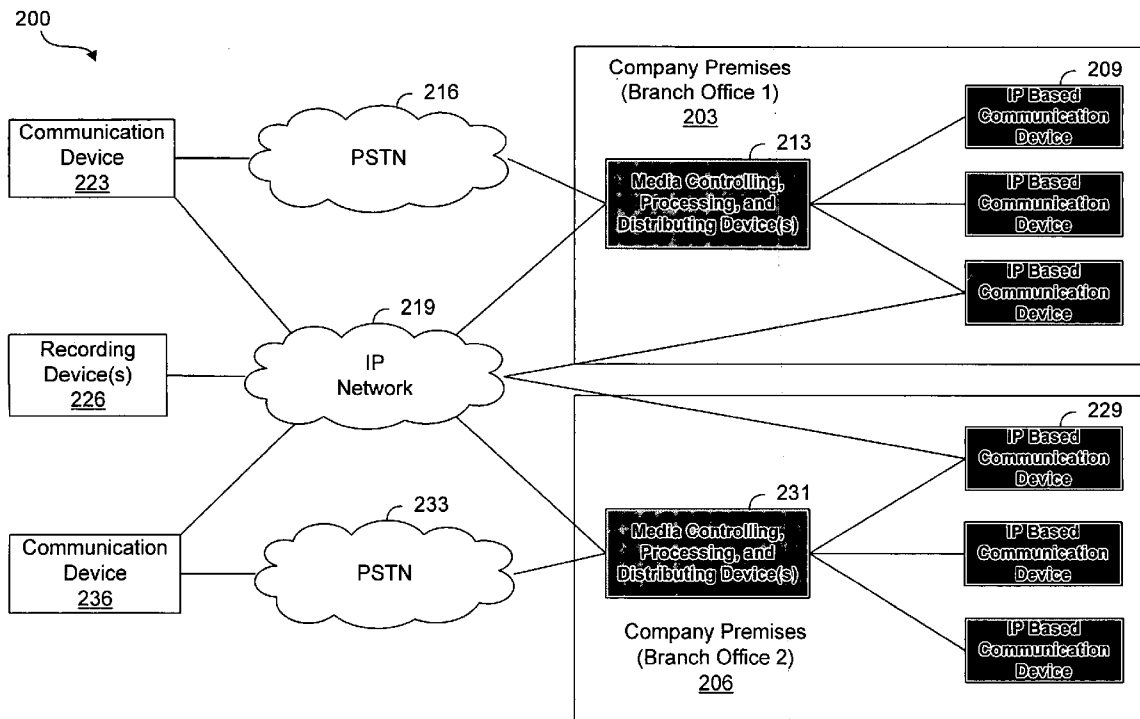 200
Communication
Device
223
216
PSTN
Company Premises
(Branch Office 1)
203
213
Media Controlling,
Processing, and
Distributing Device(s)
209
IP Based
Communication
Device
IP Based
Communication
Device
IP Based
Communication
Device
Recording
Device(s)
226
219
IP
Network
Communication
Device
236
233
PSTN
231
Media Controlling,
Processing, and
Distributing Device(s)
Company Premises
(Branch Office 2)
206
229
IP Based
Communication
Device
IP Based
Communication
Device
IP Based
Communication
Device